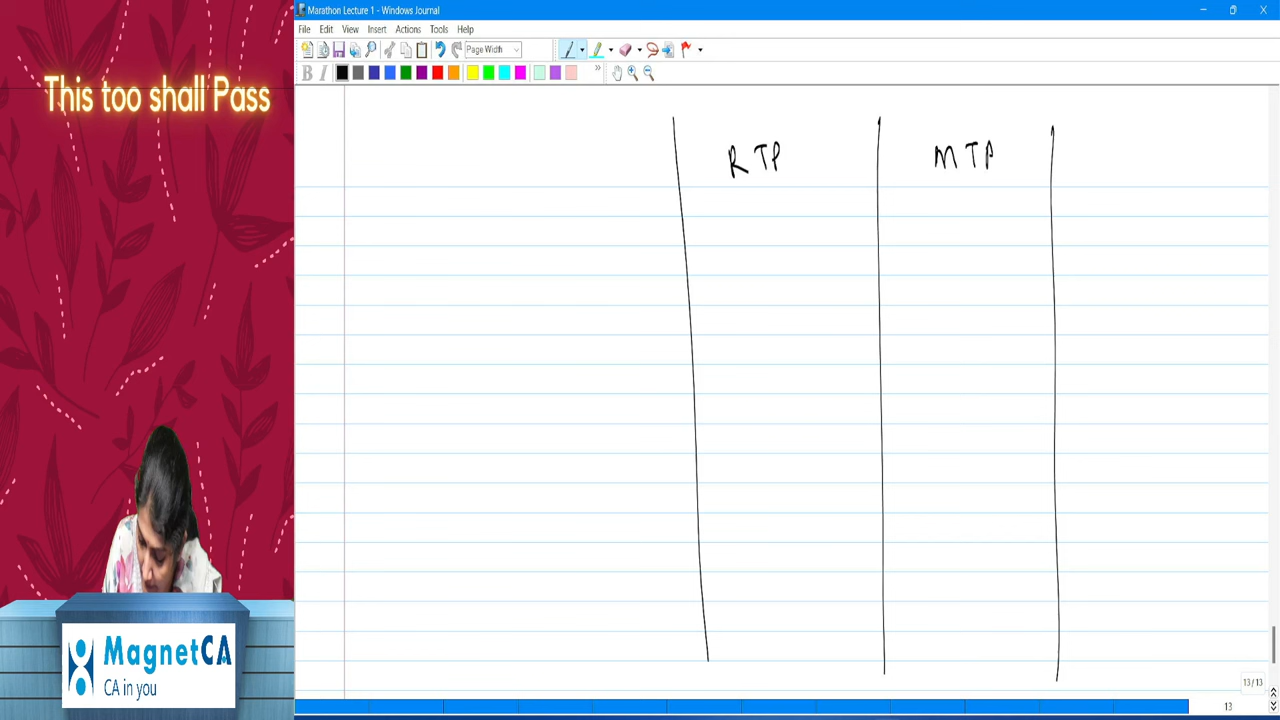 Marathon Lecture 1 - Windows Journal
File Edit View Insert Actions Tools Help
Page Width
B I
This too shall Pass
RTP MTP
MagnetCA
CA in you
13/13
13